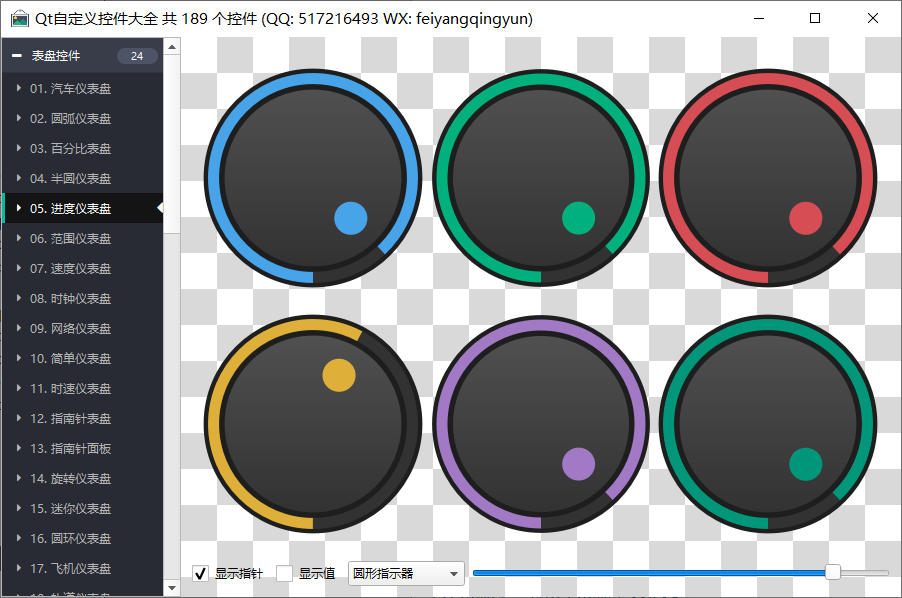 Qt自定义控件大全 共 189 个控件 (QQ: 517216493 WX: feiyangqingyun)
表盘控件 24
01. 汽车仪表盘
02. 圆弧仪表盘
03. 百分比表盘
04. 半圆仪表盘
05. 进度仪表盘
06. 范围仪表盘
07. 速度仪表盘
08. 时钟仪表盘
09. 网络仪表盘
10. 简单仪表盘
11. 时速仪表盘
12. 指南针表盘
13. 指南针面板
14. 旋转仪表盘
15. 迷你仪表盘
16. 圆环仪表盘
17. 飞机仪表盘
显示指针 显示值 圆形指示器